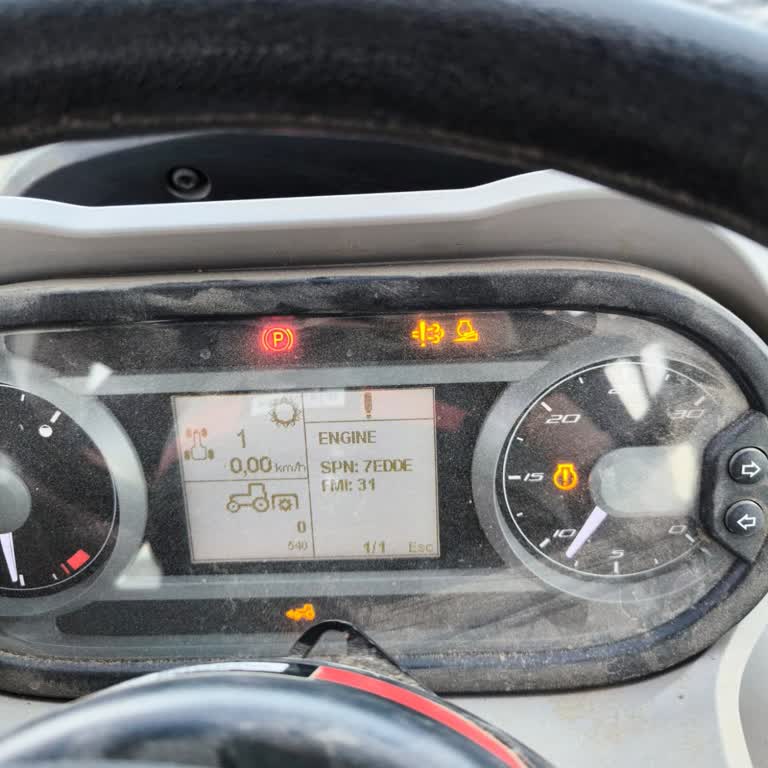 P
1
0,00 km/h
0
540
ENGINE
SPN: 7EDDE
FMI: 31
1/1 Esc
20
30
15
10
5
0